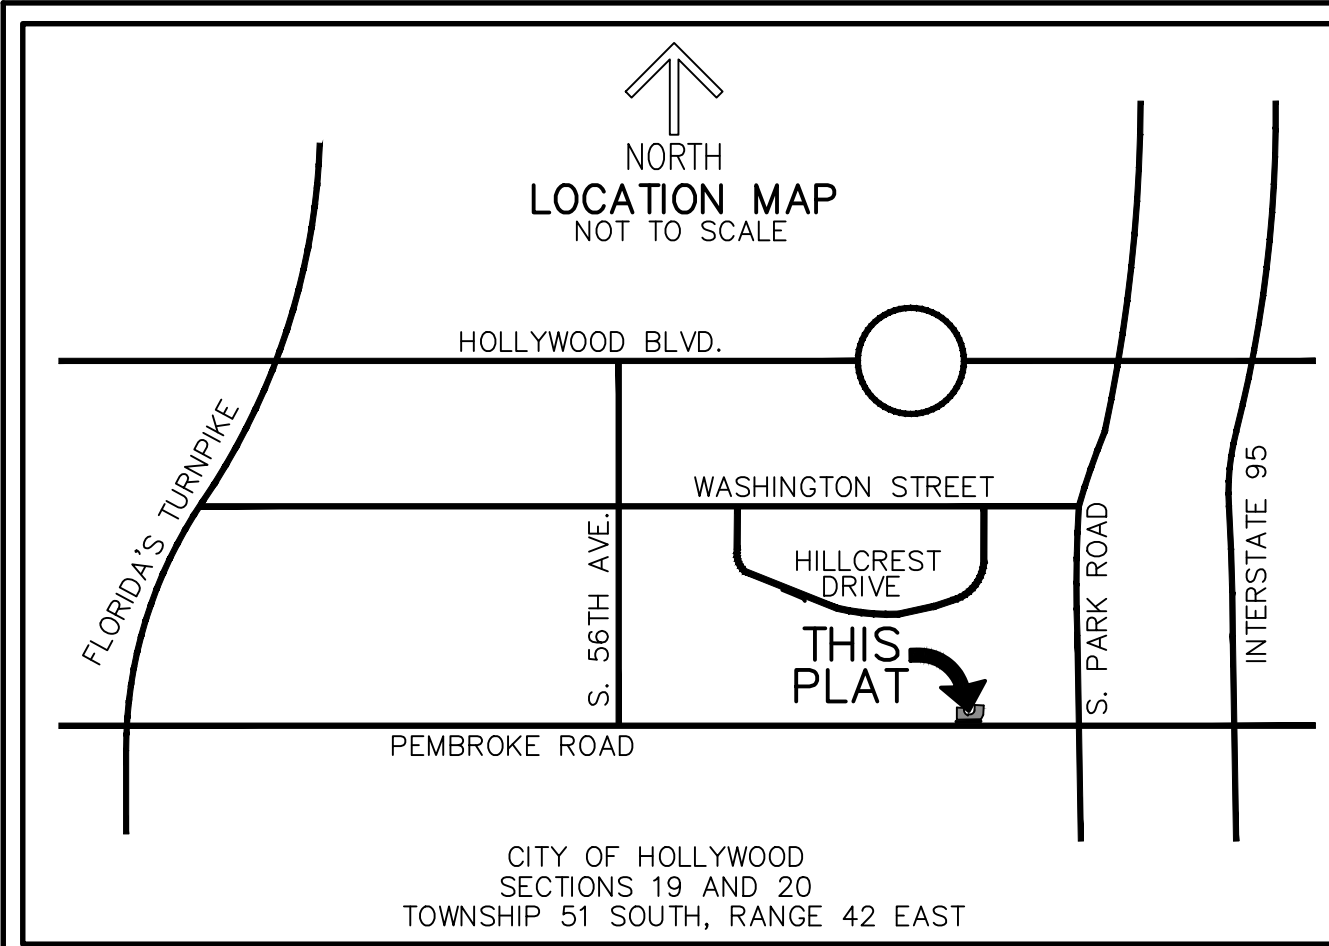 NORTH
LOCATION MAP
NOT TO SCALE
HOLLYWOOD BLVD.
FLORIDA'S TURNPIKE
WASHINGTON STREET
S. 56TH AVE.
HILLCREST
DRIVE
S. PARK ROAD
INTERSTATE 95
THIS
PLAT
PEMBROKE ROAD
CITY OF HOLLYWOOD
SECTIONS 19 AND 20
TOWNSHIP 51 SOUTH, RANGE 42 EAST